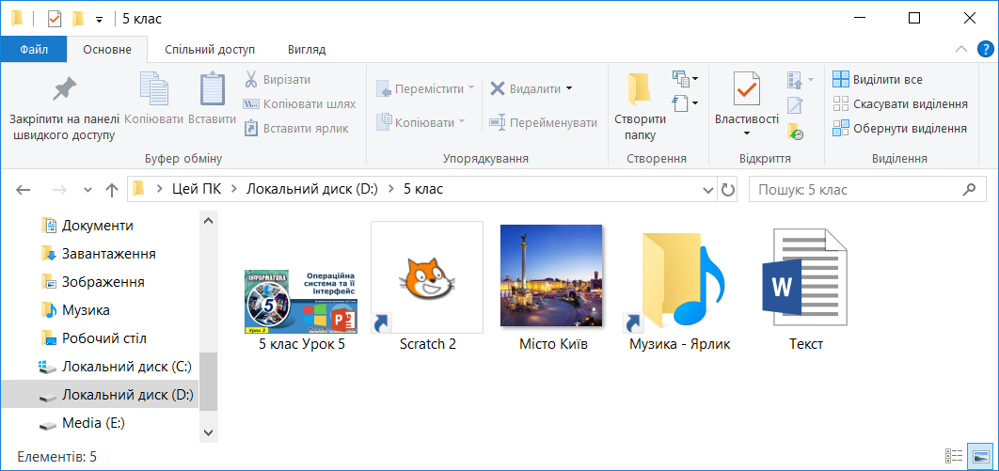 5 клас
Файл
Основне
Спільний доступ
Вигляд
?
Закріпити на панелі
швидкого доступу
Копіювати
Вставити
Вирізати
Копіювати шлях
Вставити ярлик
Буфер обміну
Перемістити
Копіювати
Видалити
Перейменувати
Упорядкування
Створити
папку
Створення
Властивості
Відкриття
Виділити все
Скасувати виділення
Обернути виділення
Виділення
Цей ПК
Локальний диск (D:)
5 клас
Пошук: 5 клас
Документи
Завантаження
Зображення
Музика
Робочий стіл
Локальний диск (C:)
Локальний диск (D:)
Media (E:)
ІНФОРМАТИКА
5
Урок 3
Операційна
система та її
інтерфейс
P
5 клас Урок 5
Scratch 2
Місто Київ
Музика - Ярлик
W
Текст
Елементів: 5